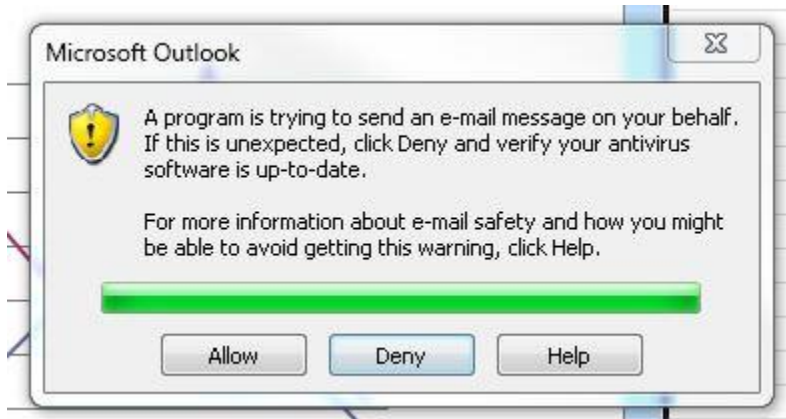 Microsoft Outlook
A program is trying to send an e-mail message on your behalf.
If this is unexpected, click Deny and verify your antivirus
software is up-to-date.
For more information about e-mail safety and how you might
be able to avoid getting this warning, click Help.
Allow Deny Help